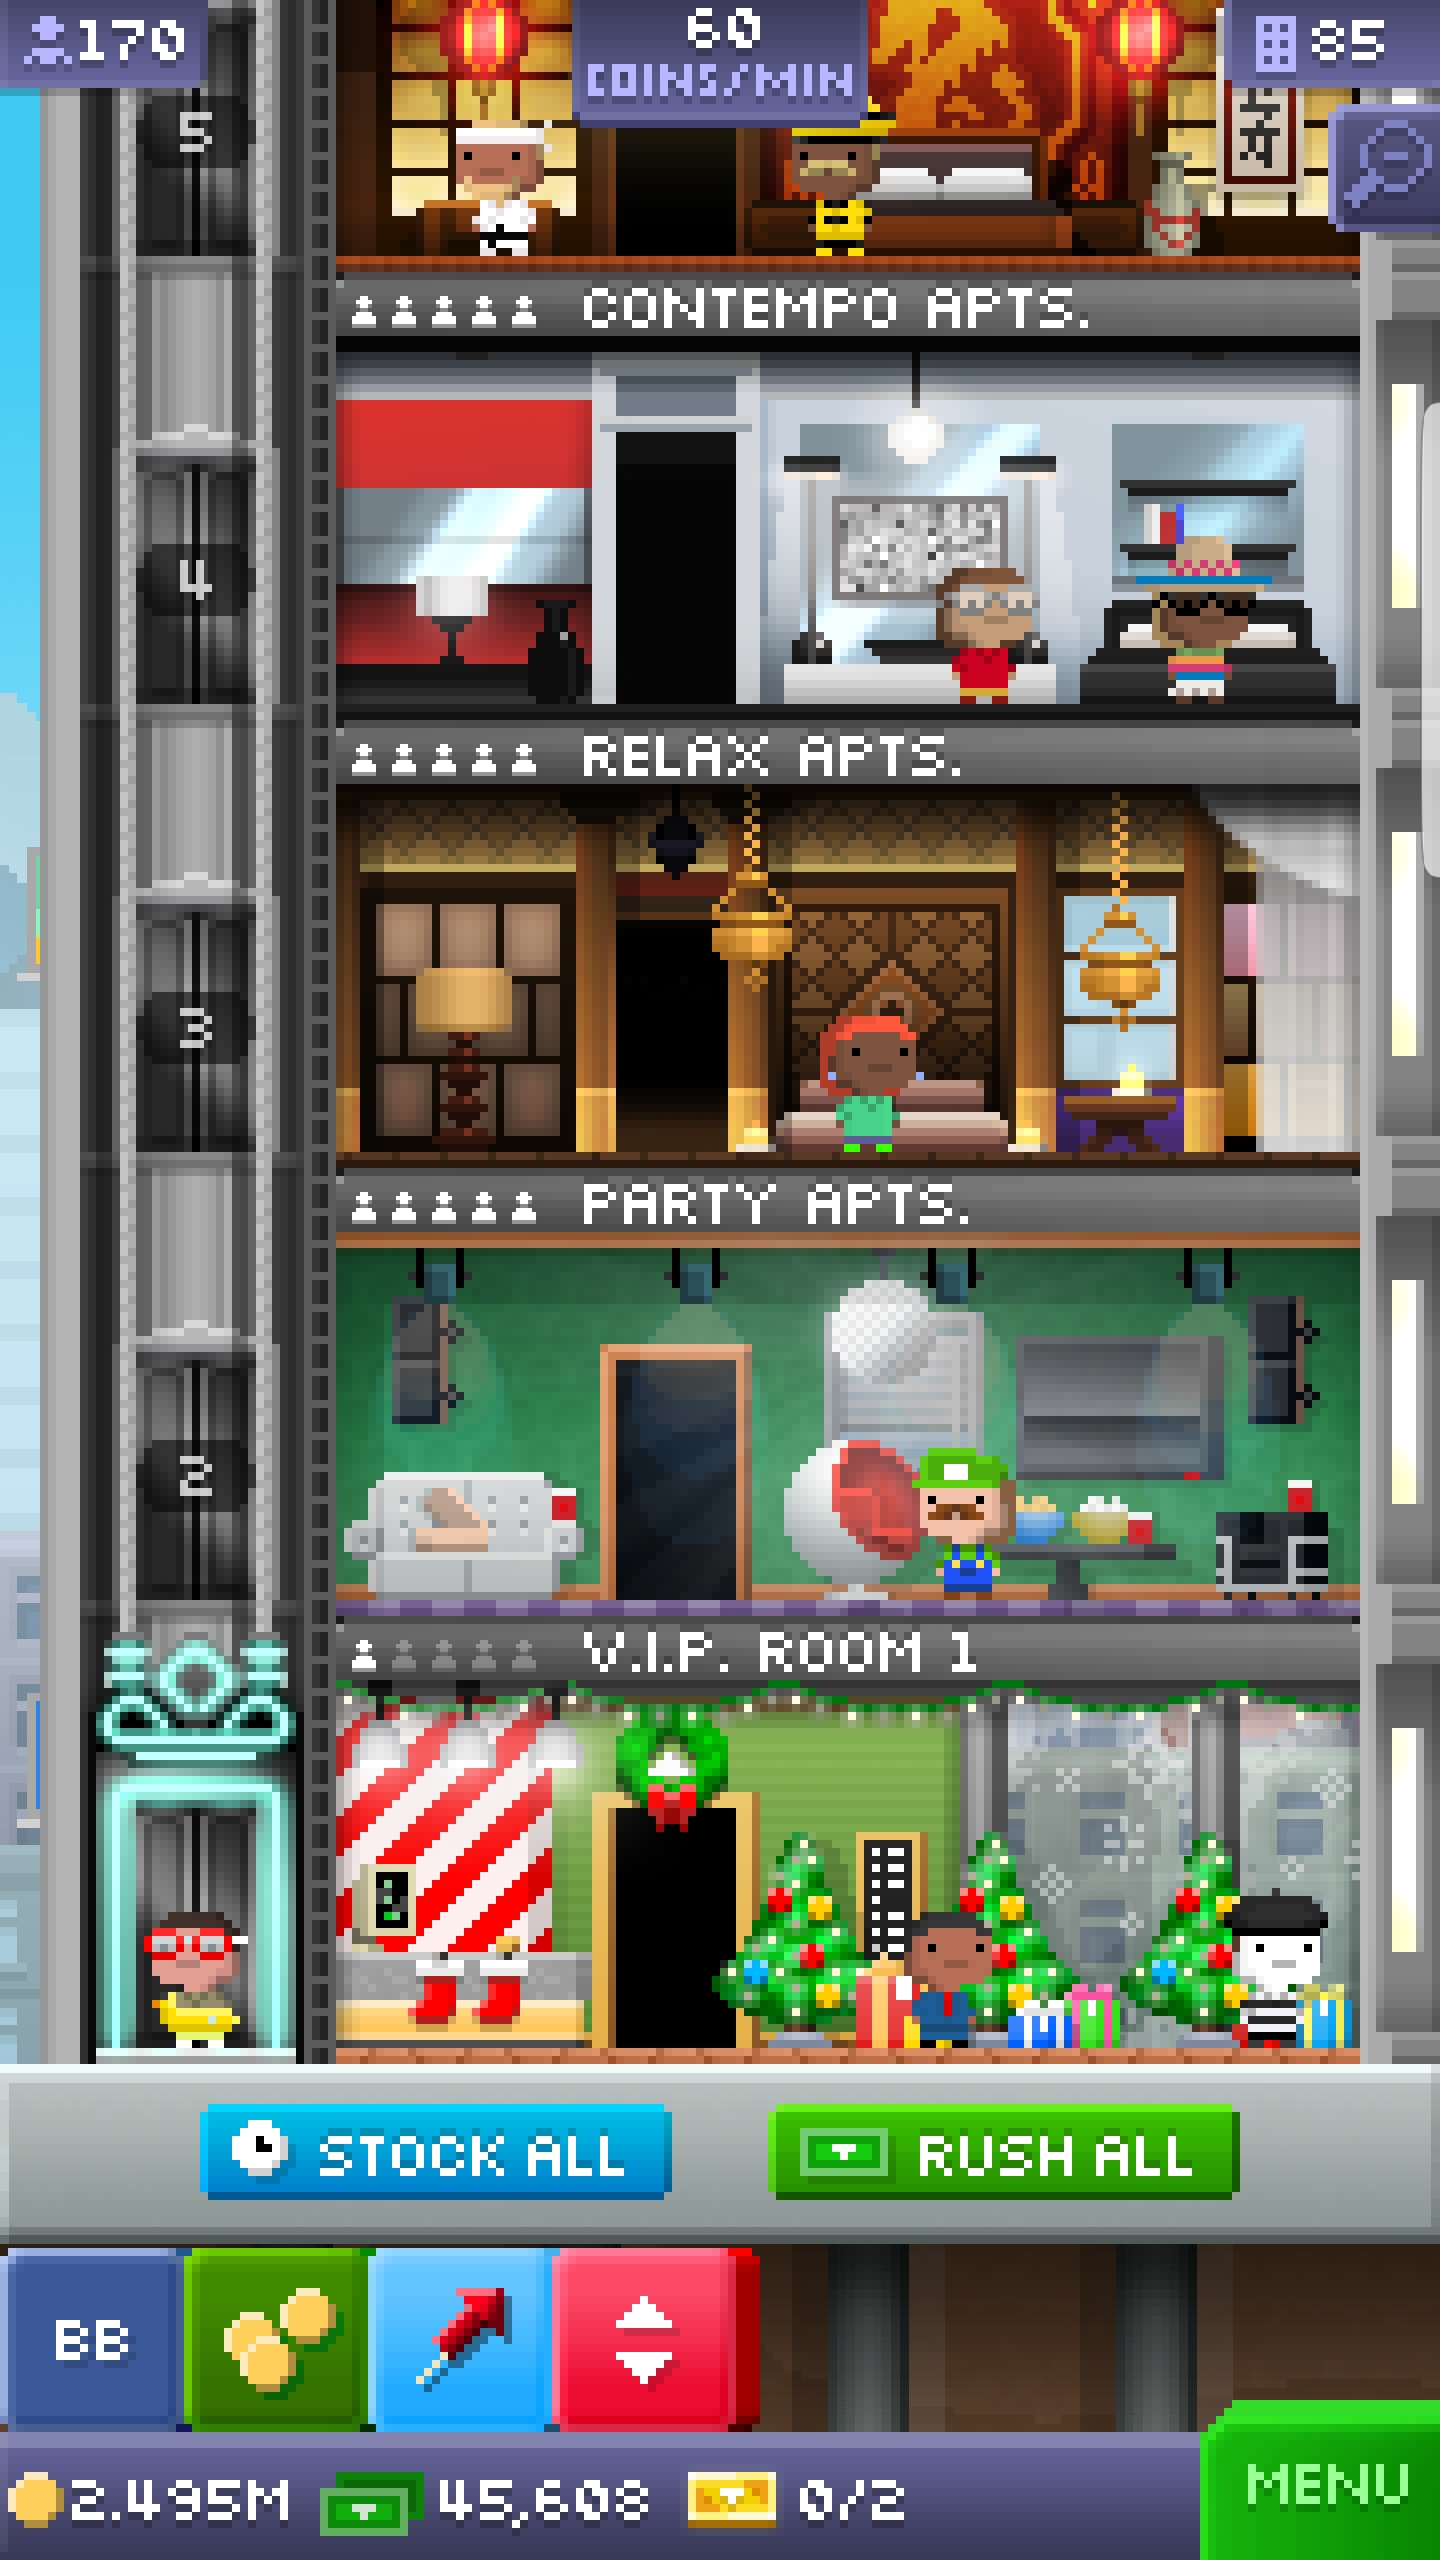 170
60
COINS/MIN
85
5
CONTEMPO APTS.
4
RELAX APTS.
3
PARTY APTS.
2
V.I.P. ROOM 1
STOCK ALL
RUSH ALL
BB
2.495M
45,608
0/2
MENU